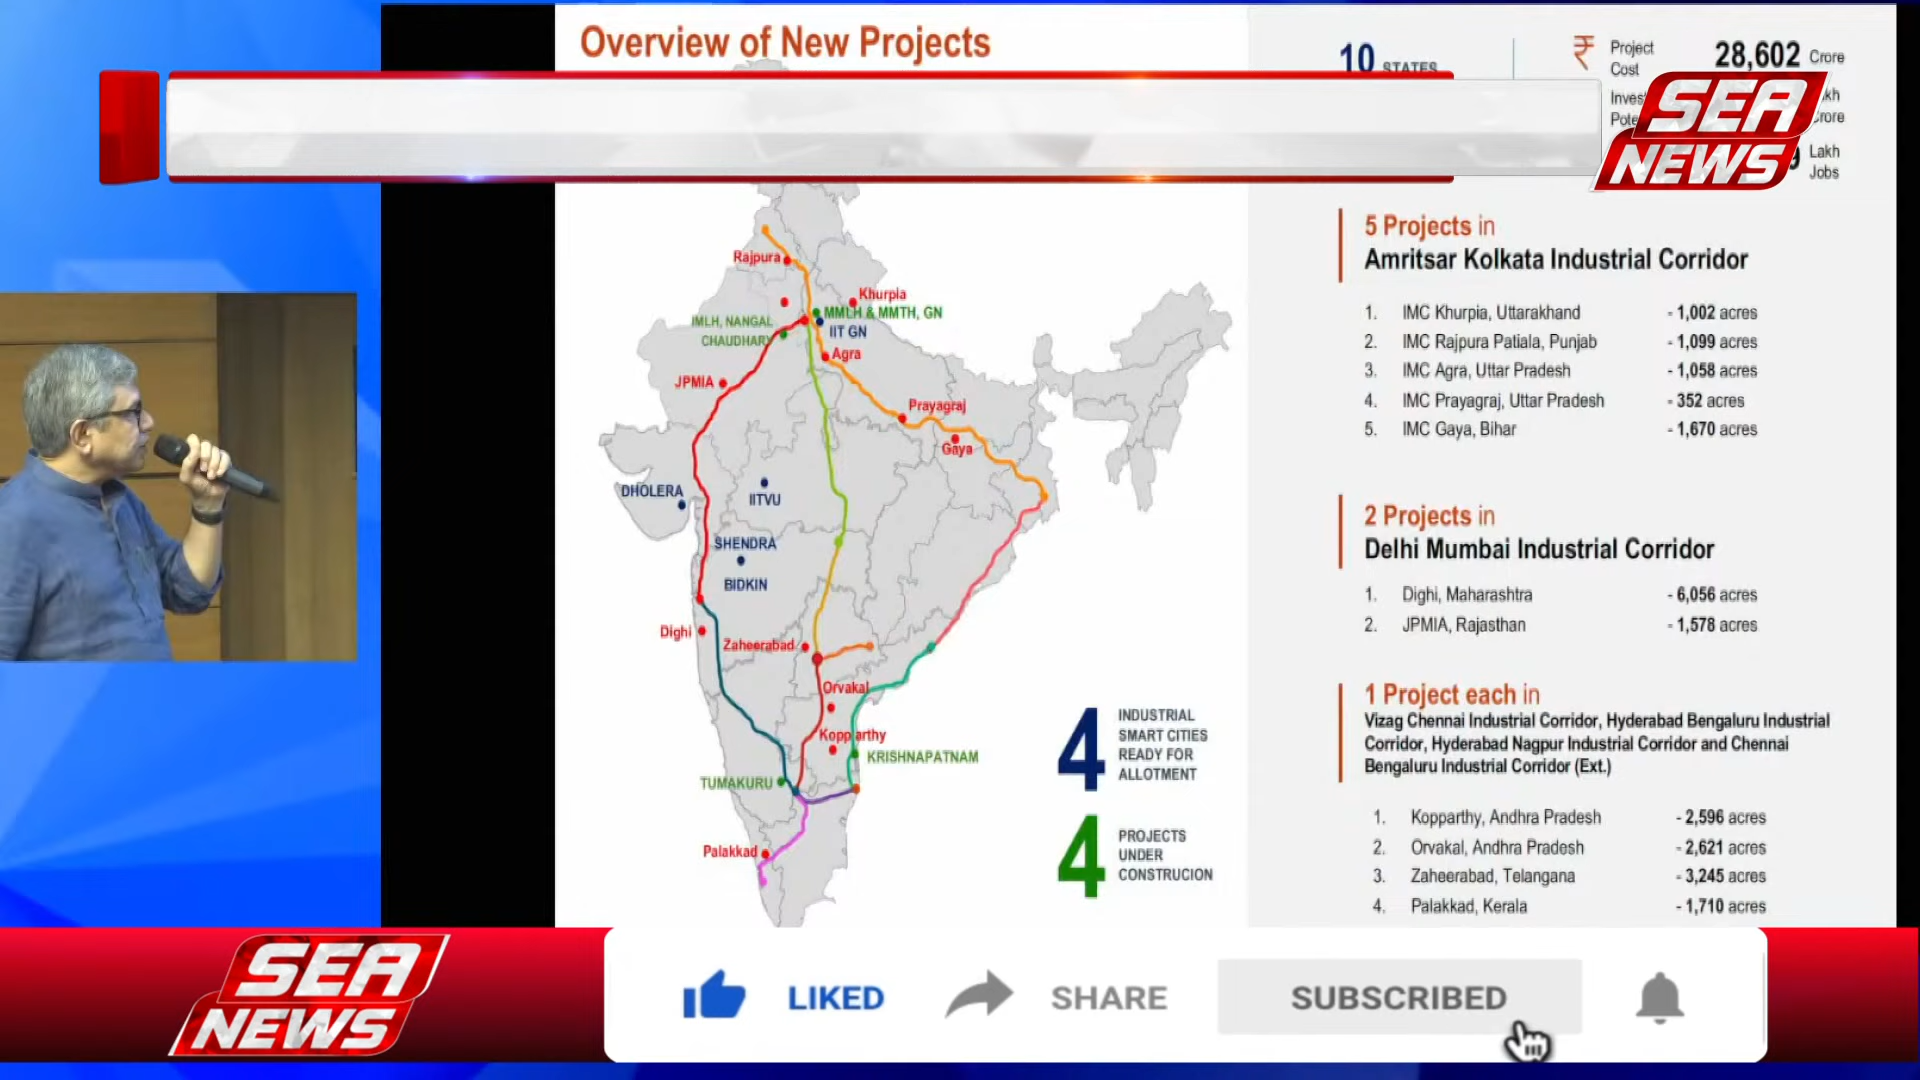 Overview of New Projects
10 STATES
Project
Cost
28,602 Crore
Crore
Lakh
Jobs
SEA
NEWS
5 Projects in
Amritsar Kolkata Industrial Corridor
1. IMC Khurpia, Uttarakhand - 1,002 acres
2. IMC Rajpura Patiala, Punjab - 1,099 acres
3. IMC Agra, Uttar Pradesh - 1,058 acres
4. IMC Prayagraj, Uttar Pradesh - 352 acres
5. IMC Gaya, Bihar - 1,670 acres
2 Projects in
Delhi Mumbai Industrial Corridor
1. Dighi, Maharashtra - 6,056 acres
2. JPMIA, Rajasthan - 1,578 acres
1 Project each in
Vizag Chennai Industrial Corridor, Hyderabad Bengaluru Industrial
Corridor, Hyderabad Nagpur Industrial Corridor and Chennai
Bengaluru Industrial Corridor (Ext.)
1. Kopparthy, Andhra Pradesh - 2,596 acres
2. Orvakal, Andhra Pradesh - 2,621 acres
3. Zaheerabad, Telangana - 3,245 acres
4. Palakkad, Kerala - 1,710 acres
Rajpura
Khurpia
MMLH & MMTH, GN
IMLH, NANGAL
CHAUDHARY
IIT GN
Agra
JPMIA
Prayagraj
Gaya
DHOLERA
IITVU
SHENDRA
BIDKIN
Dighi
Zaheerabad
Orvakal
Kopparthy
KRISHNAPATNAM
TUMAKURU
Palakkad
4 INDUSTRIAL
SMART CITIES
READY FOR
ALLOTMENT
4 PROJECTS
UNDER
CONSTRUCION
SEA
NEWS
LIKED
SHARE
SUBSCRIBED